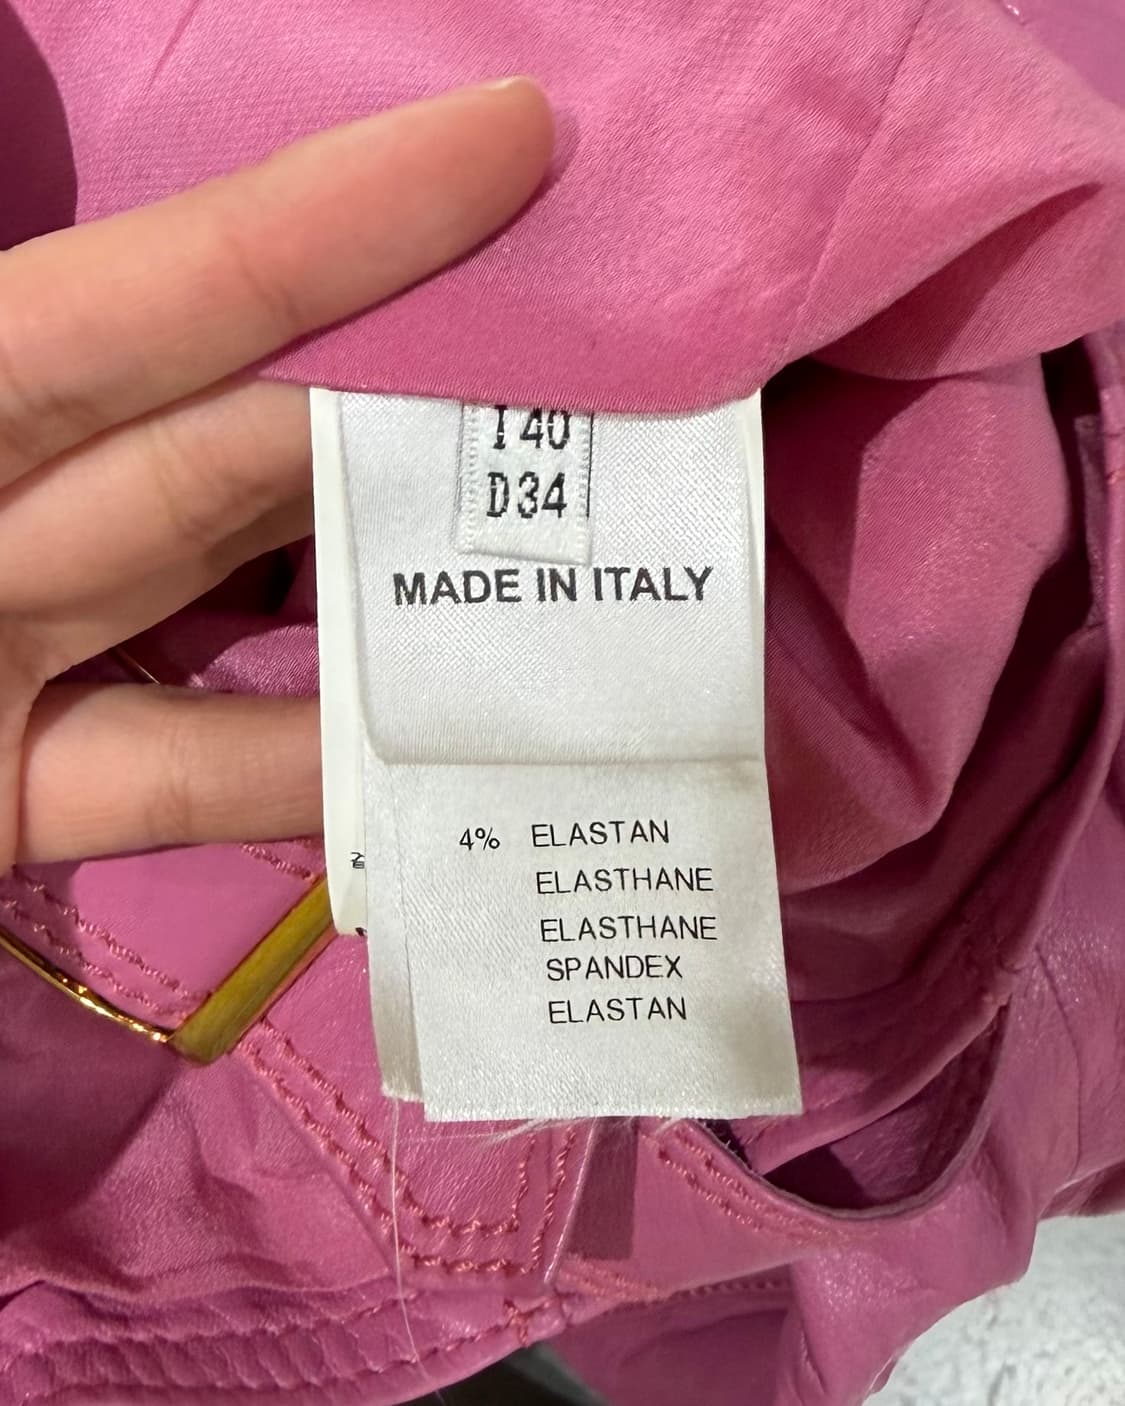 I 40
D34
MADE IN ITALY
4% ELASTAN
ELASTHANE
ELASTHANE
SPANDEX
ELASTAN